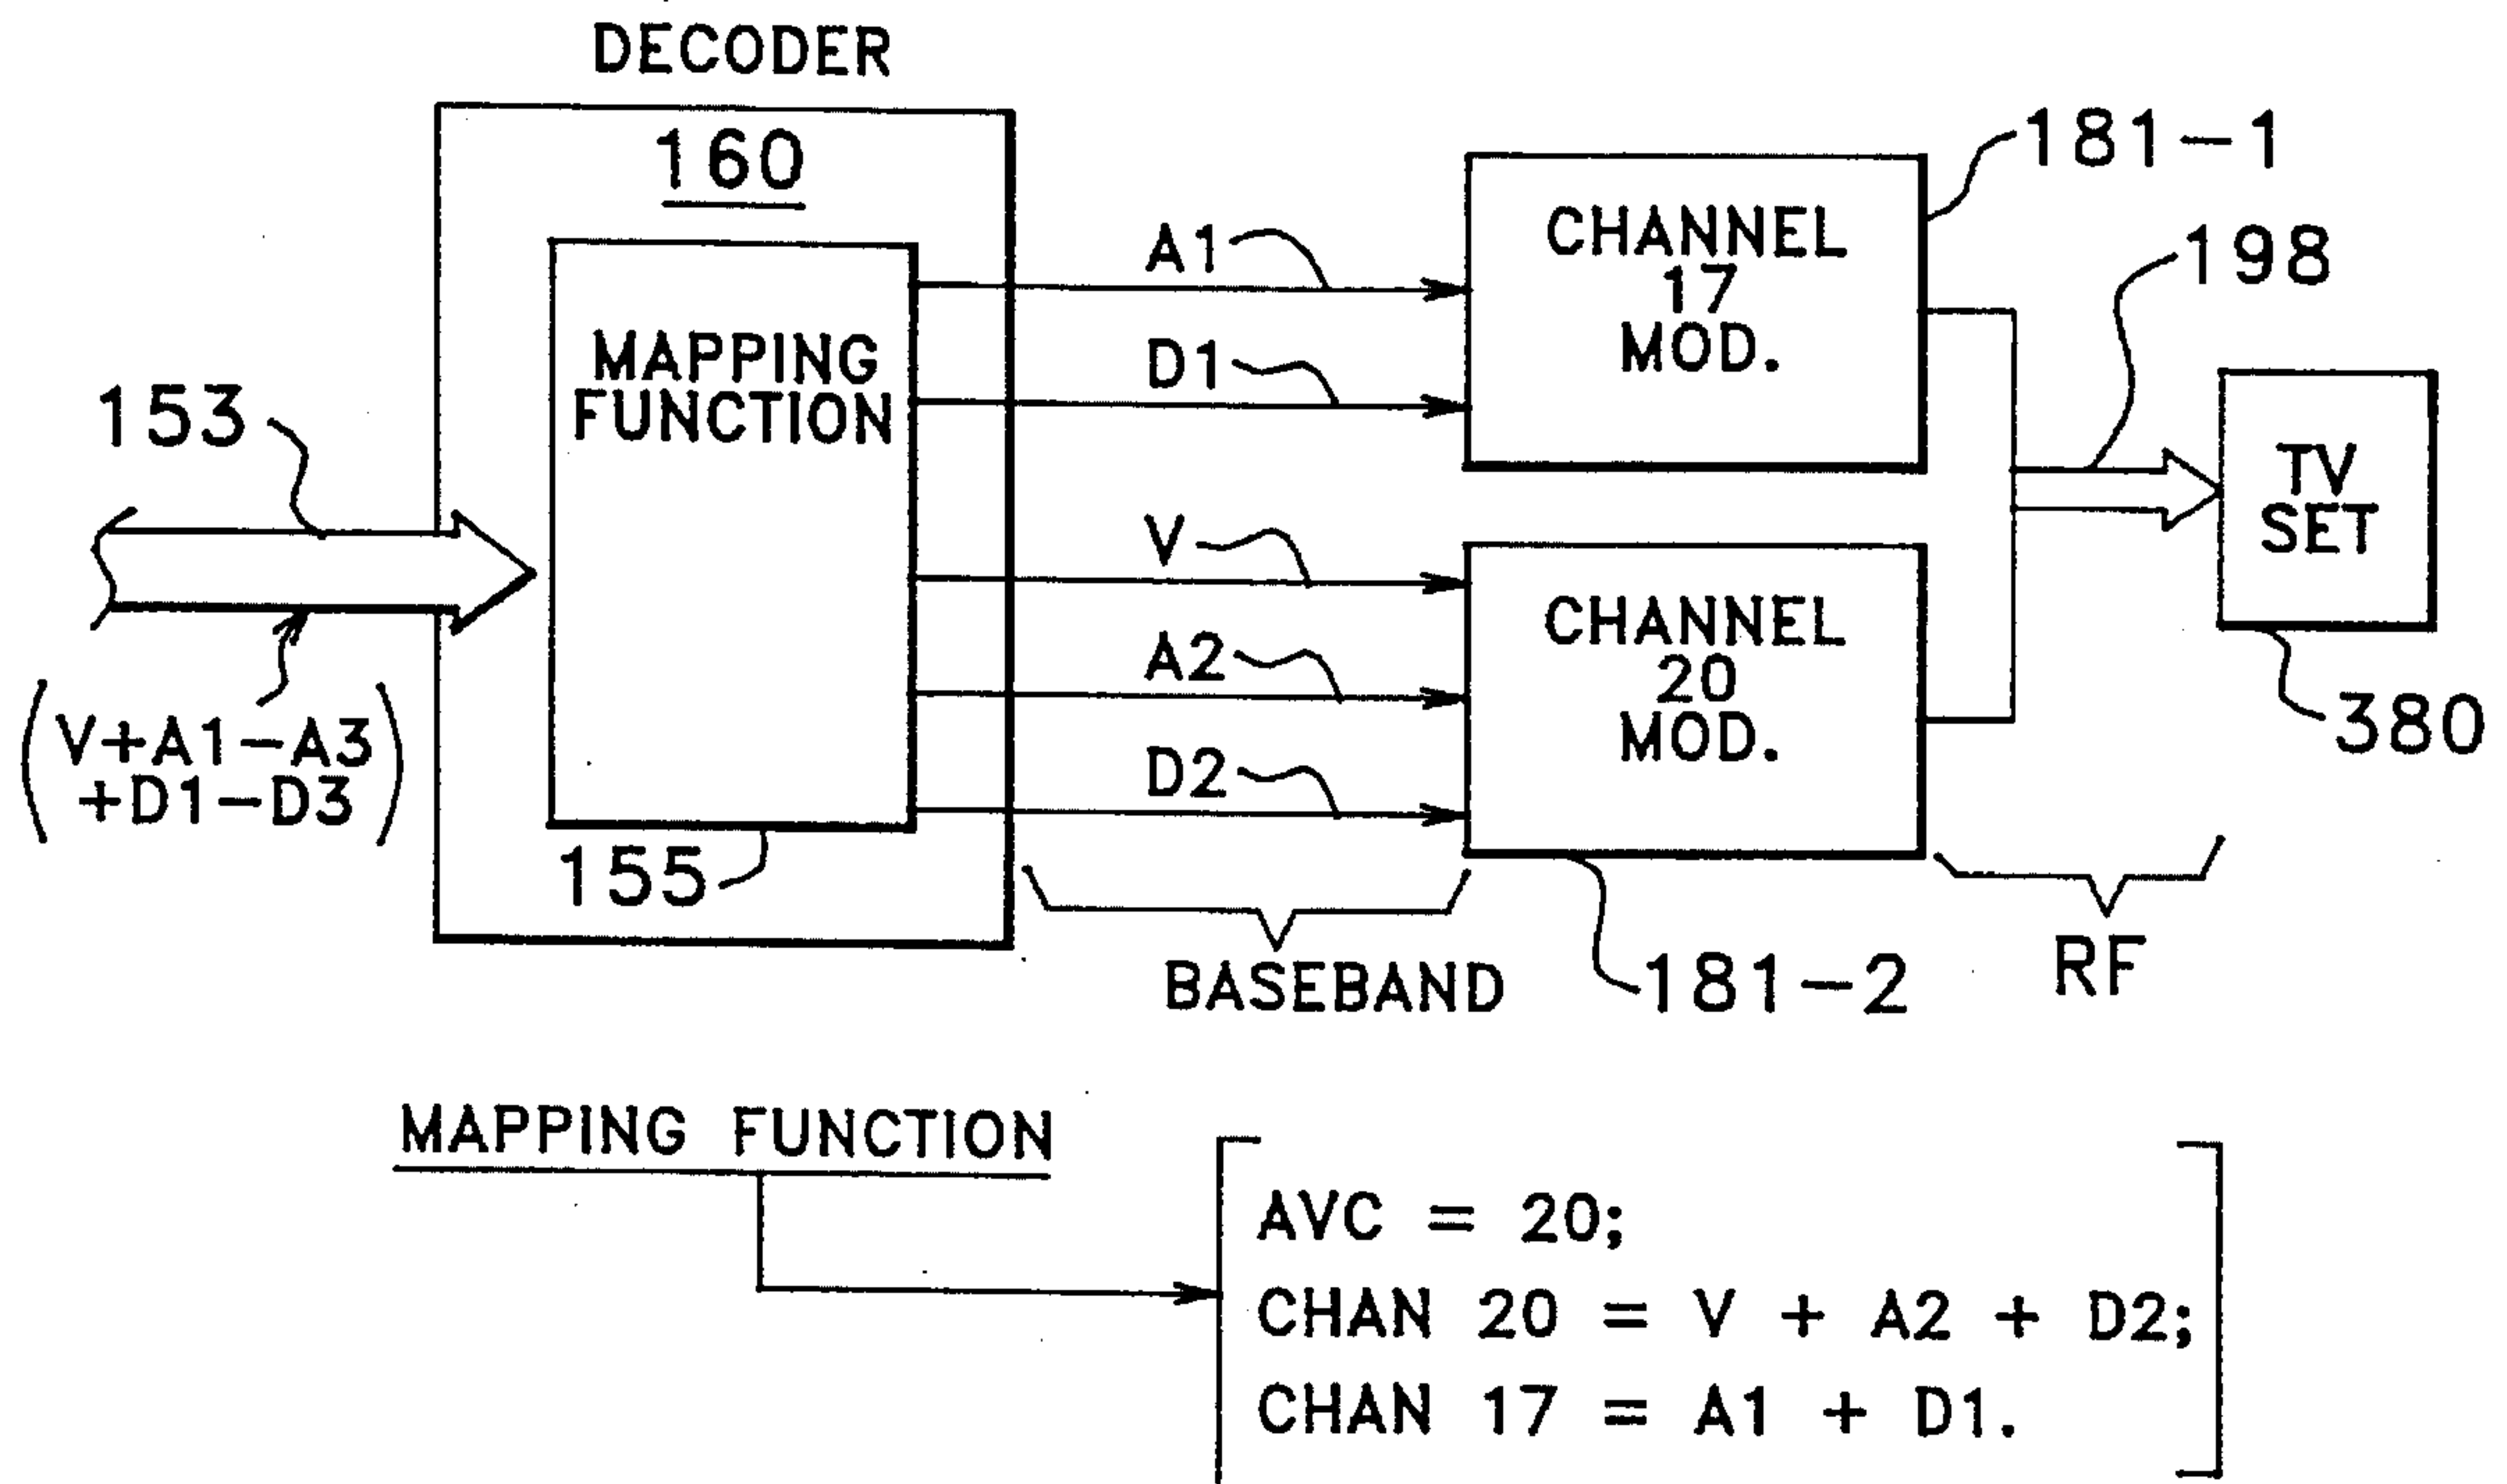 DECODER
160
MAPPING
FUNCTION
153
(V+A1-A3
+D1-D3)
155
A1
D1
V
A2
D2
BASEBAND
CHANNEL
17
MOD.
181-1
198
CHANNEL
20
MOD.
181-2
TV
SET
380
RF
MAPPING FUNCTION
AVC = 20;
CHAN 20 = V + A2 + D2;
CHAN 17 = A1 + D1.